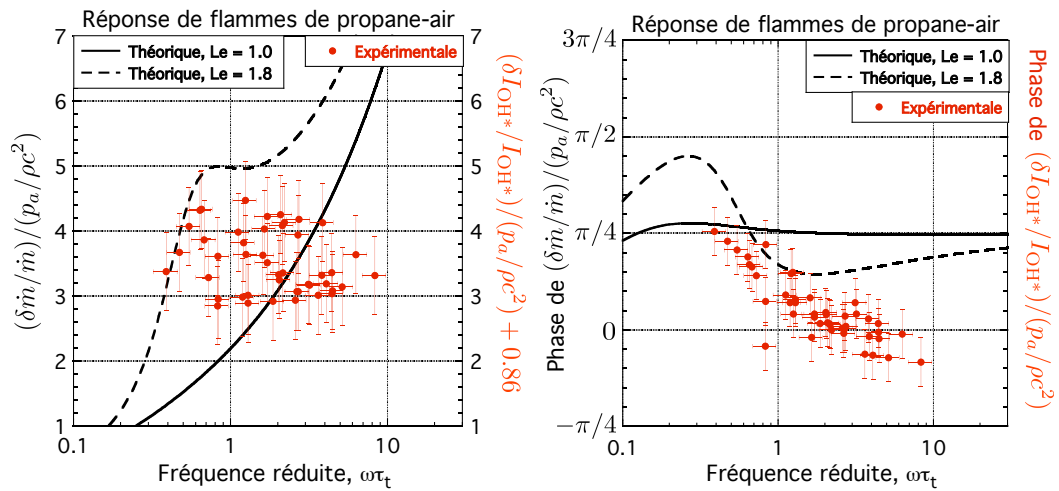 Réponse de flammes de propane-air
Théorique, Le = 1.0
Théorique, Le = 1.8
Expérimentale
7
6
5
4
3
2
1
7
6
5
4
3
2
1
0.1
1
10
(δṁ/ṁ)/(pₐ/ρc²)
(δI_OH*/I_OH*)/(pₐ/ρc²) + 0.86
Fréquence réduite, ωτₜ
Réponse de flammes de propane-air
Théorique, Le = 1.0
Théorique, Le = 1.8
Expérimentale
3π/4
π/2
π/4
0
−π/4
0.1
1
10
Phase de (δṁ/ṁ)/(pₐ/ρc²)
Phase de (δI_OH*/I_OH*)/(pₐ/ρc²)
Fréquence réduite, ωτₜ